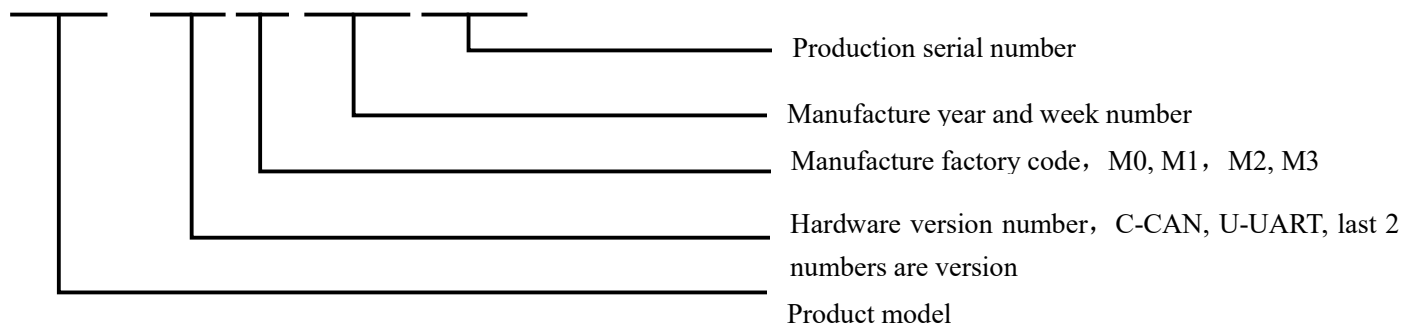 Production serial number
Manufacture year and week number
Manufacture factory code，M0, M1，M2, M3
Hardware version number，C-CAN, U-UART, last 2
numbers are version
Product model